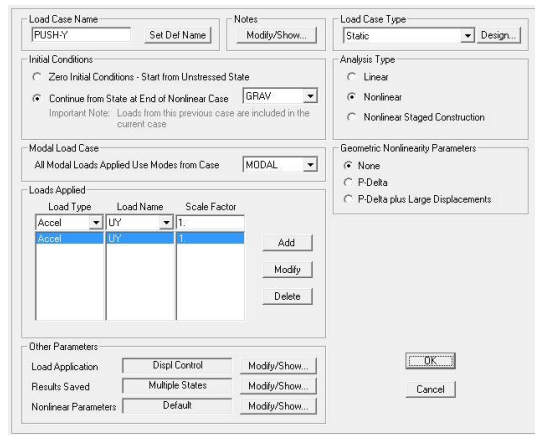 Load Case Name
PUSH-Y
Set Def Name
Notes
Modify/Show...
Load Case Type
Static
Design...
Initial Conditions
Zero Initial Conditions - Start from Unstressed State
Continue from State at End of Nonlinear Case
GRAV
Important Note: Loads from this previous case are included in the
current case
Analysis Type
Linear
Nonlinear
Nonlinear Staged Construction
Modal Load Case
All Modal Loads Applied Use Modes from Case
MODAL
Geometric Nonlinearity Parameters
None
P-Delta
P-Delta plus Large Displacements
Loads Applied
Load Type Load Name Scale Factor
Accel UY 1.
Accel UY 1.
Add
Modify
Delete
Other Parameters
Load Application Displ Control Modify/Show...
Results Saved Multiple States Modify/Show...
Nonlinear Parameters Default Modify/Show...
OK
Cancel